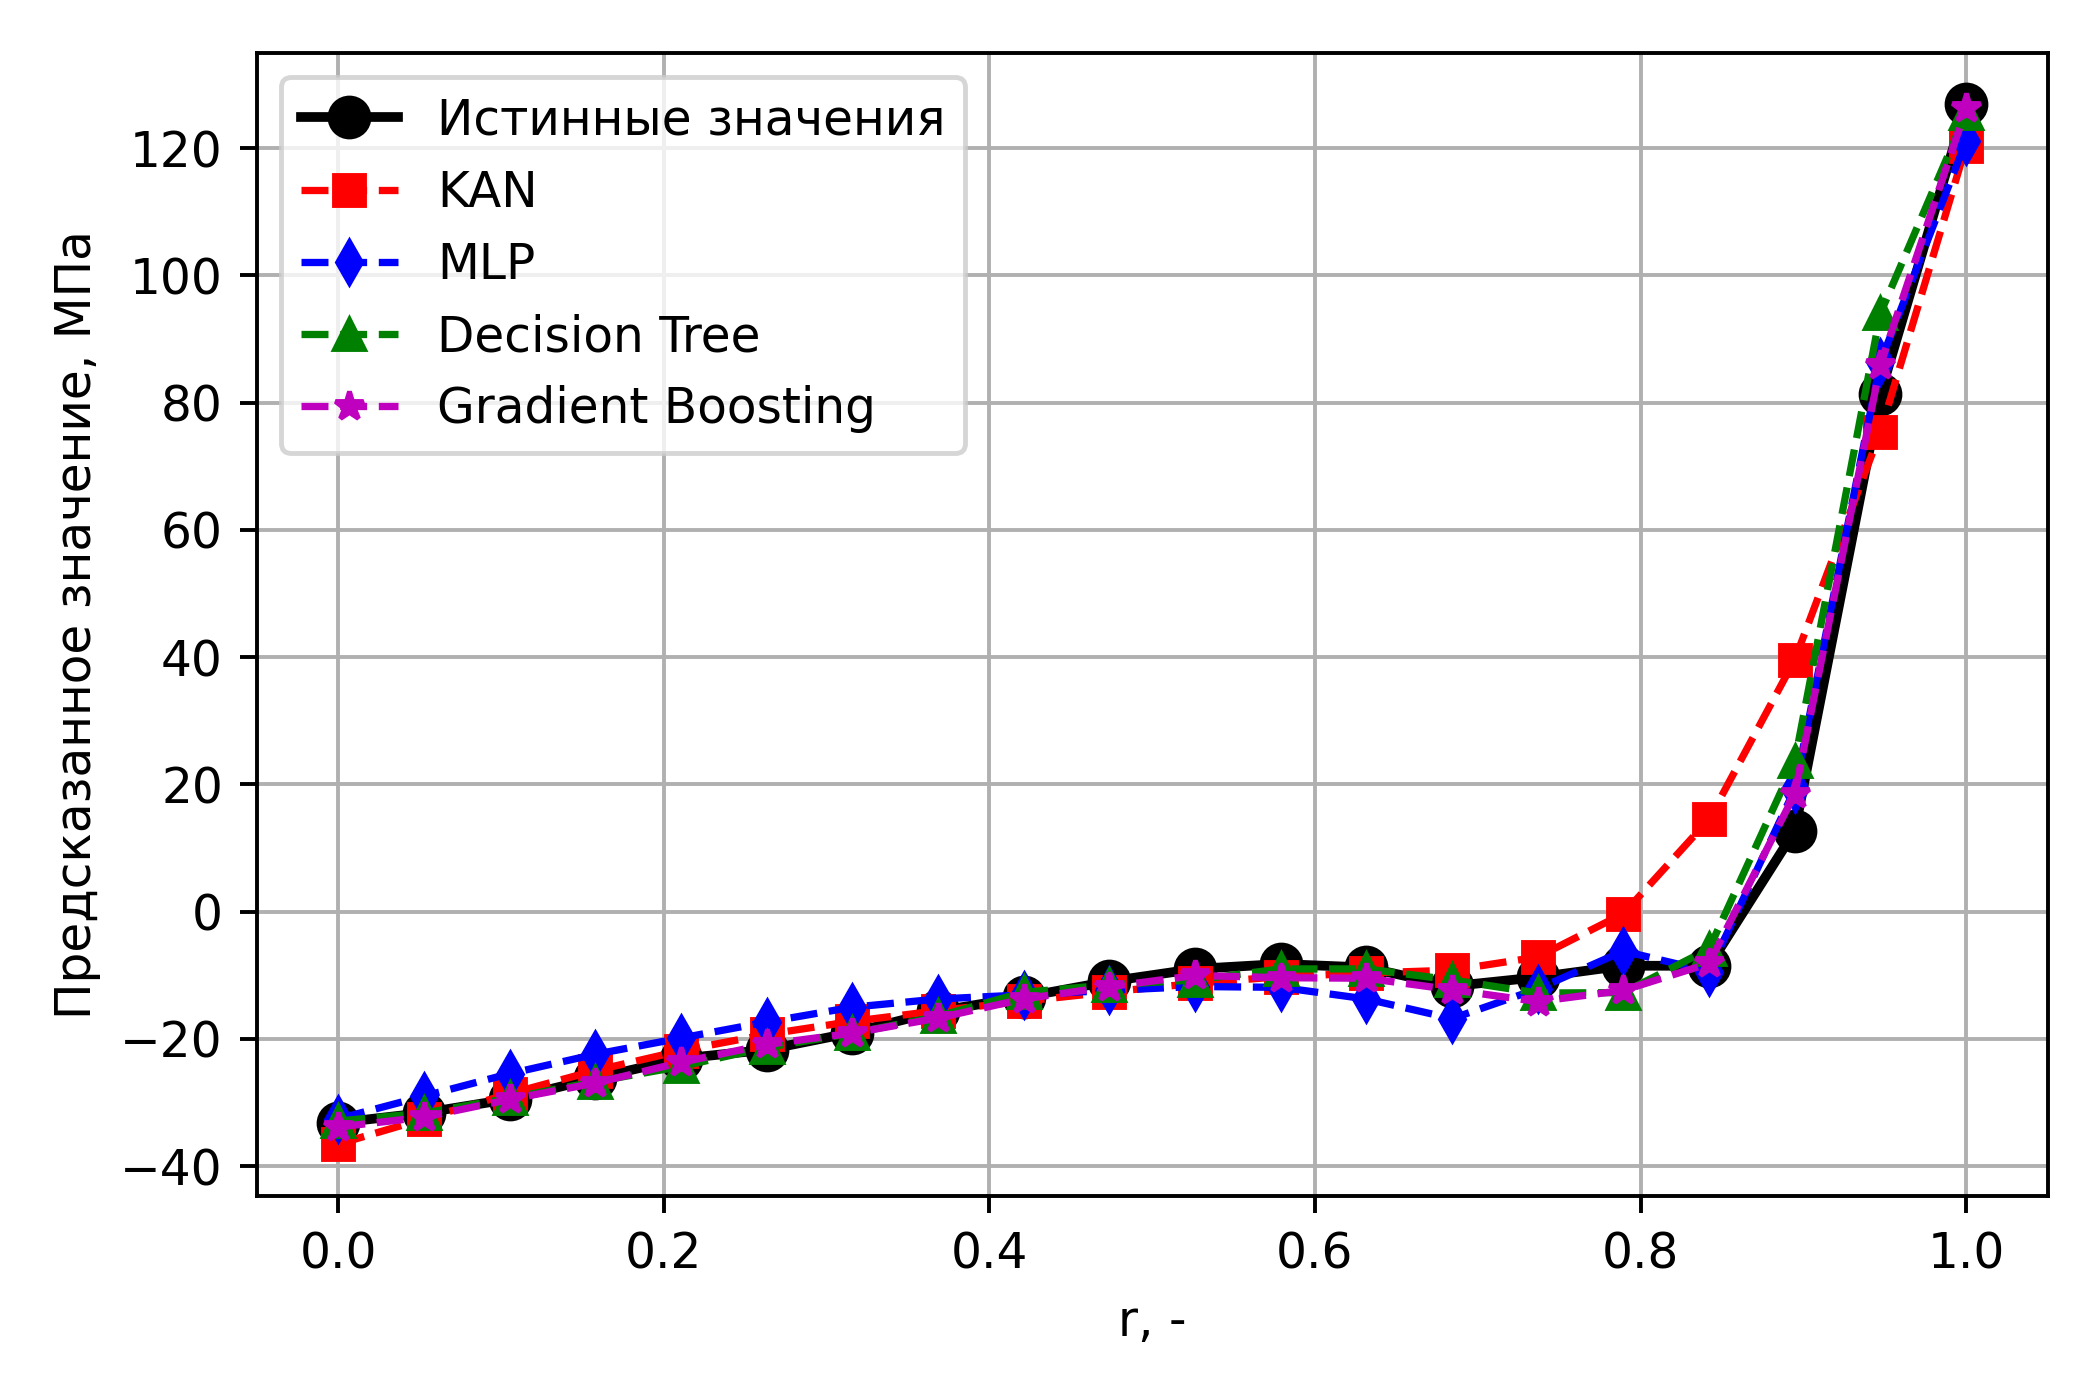 Истинные значения
KAN
MLP
Decision Tree
Gradient Boosting
Предсказанное значение, МПа
120
100
80
60
40
20
0
−20
−40
0.0 0.2 0.4 0.6 0.8 1.0
r, -